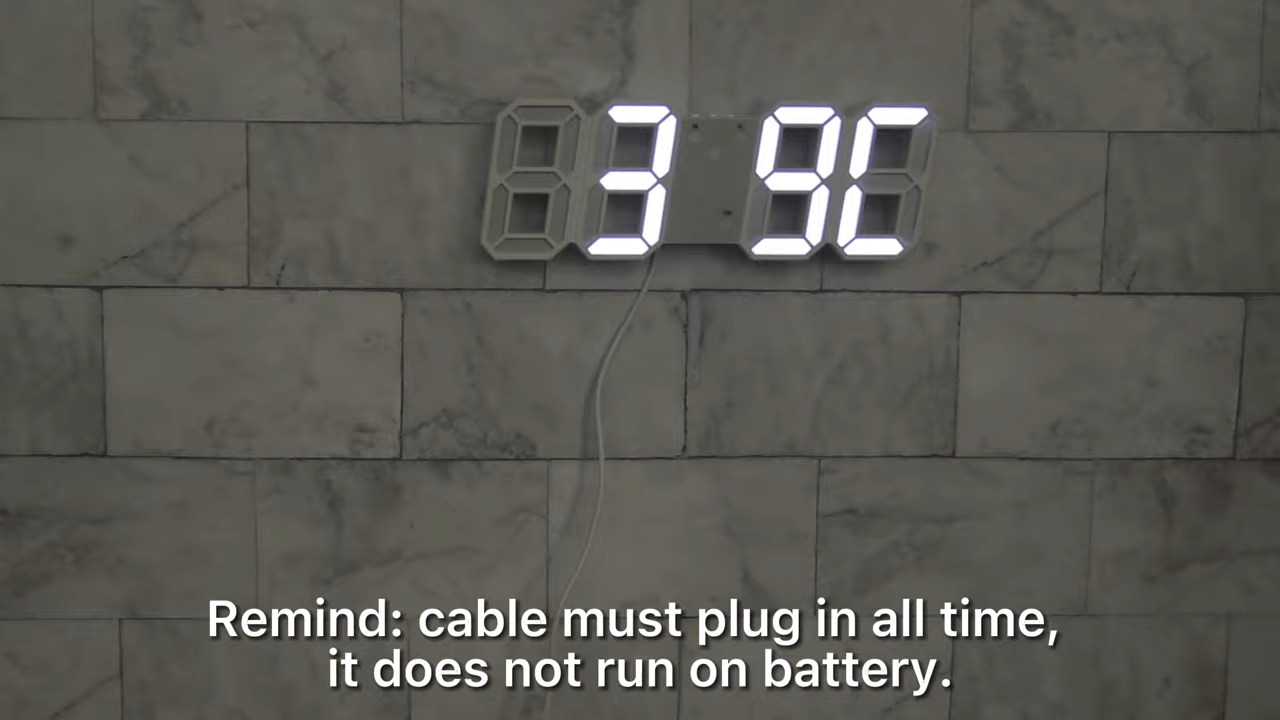 3 9C
Remind: cable must plug in all time,
it does not run on battery.